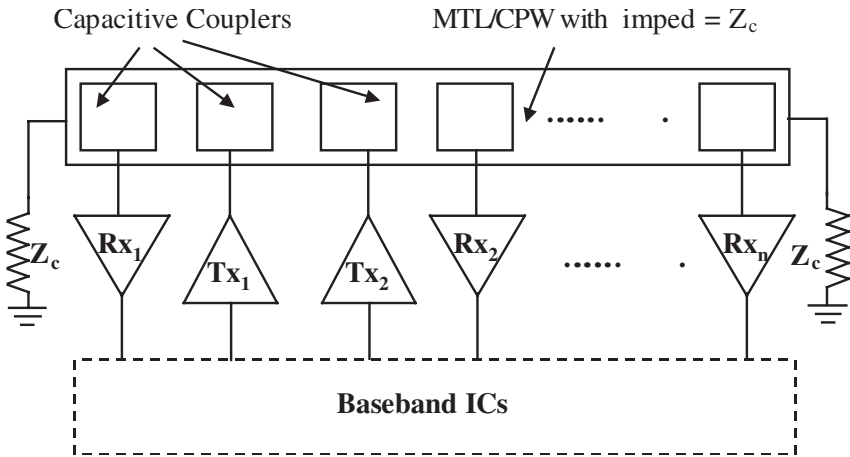 Capacitive Couplers
MTL/CPW with imped = Zc
Zc
Rx1
Tx1
Tx2
Rx2
Rxn
Zc
Baseband ICs